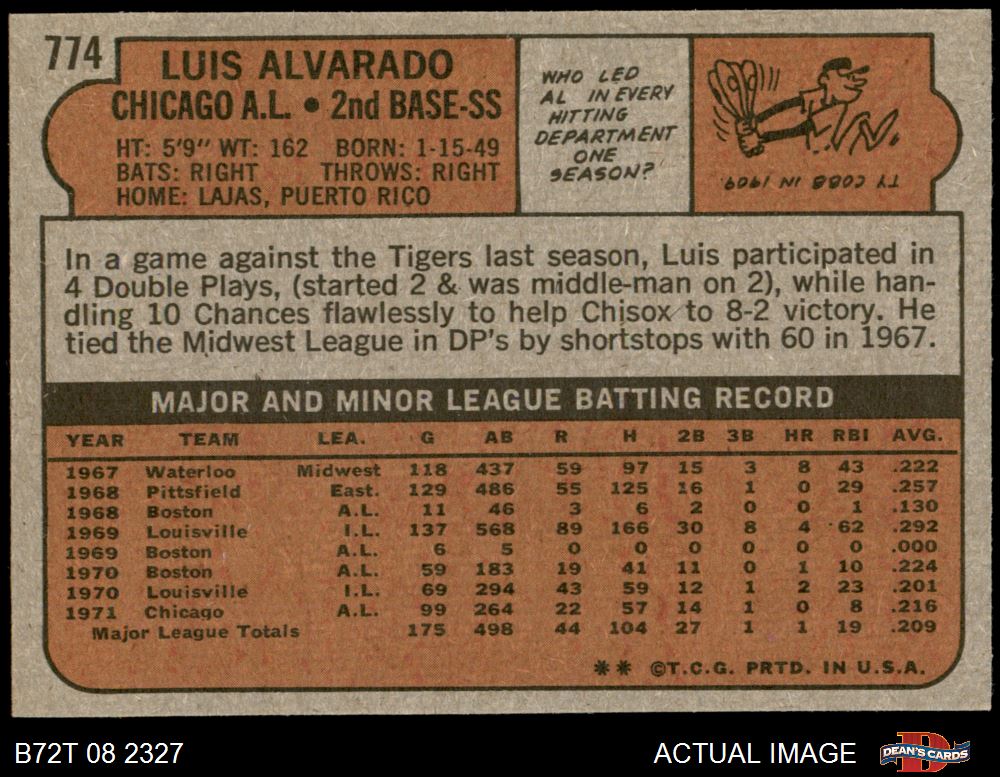 774
LUIS ALVARADO
CHICAGO A.L. • 2nd BASE-SS
HT: 5'9" WT: 162 BORN: 1-15-49
BATS: RIGHT THROWS: RIGHT
HOME: LAJAS, PUERTO RICO
WHO LED
AL IN EVERY
HITTING
DEPARTMENT
ONE
SEASON?
TY COBB IN 1909.
In a game against the Tigers last season, Luis participated in
4 Double Plays, (started 2 & was middle-man on 2), while han-
dling 10 Chances flawlessly to help Chisox to 8-2 victory. He
tied the Midwest League in DP's by shortstops with 60 in 1967.
MAJOR AND MINOR LEAGUE BATTING RECORD
YEAR TEAM LEA. G AB R H 2B 3B HR RBI AVG.
1967 Waterloo Midwest 118 437 59 97 15 3 8 43 .222
1968 Pittsfield East. 129 486 55 125 16 1 0 29 .257
1968 Boston A.L. 11 46 3 6 2 0 0 1 .130
1969 Louisville I.L. 137 568 89 166 30 8 4 62 .292
1969 Boston A.L. 6 5 0 0 0 0 0 0 .000
1970 Boston A.L. 59 183 19 41 11 0 1 10 .224
1970 Louisville I.L. 69 294 43 59 12 1 2 23 .201
1971 Chicago A.L. 99 264 22 57 14 1 0 8 .216
Major League Totals 175 498 44 104 27 1 1 19 .209
** ©T.C.G. PRTD. IN U.S.A.
B72T 08 2327
ACTUAL IMAGE
DEAN'S CARDS